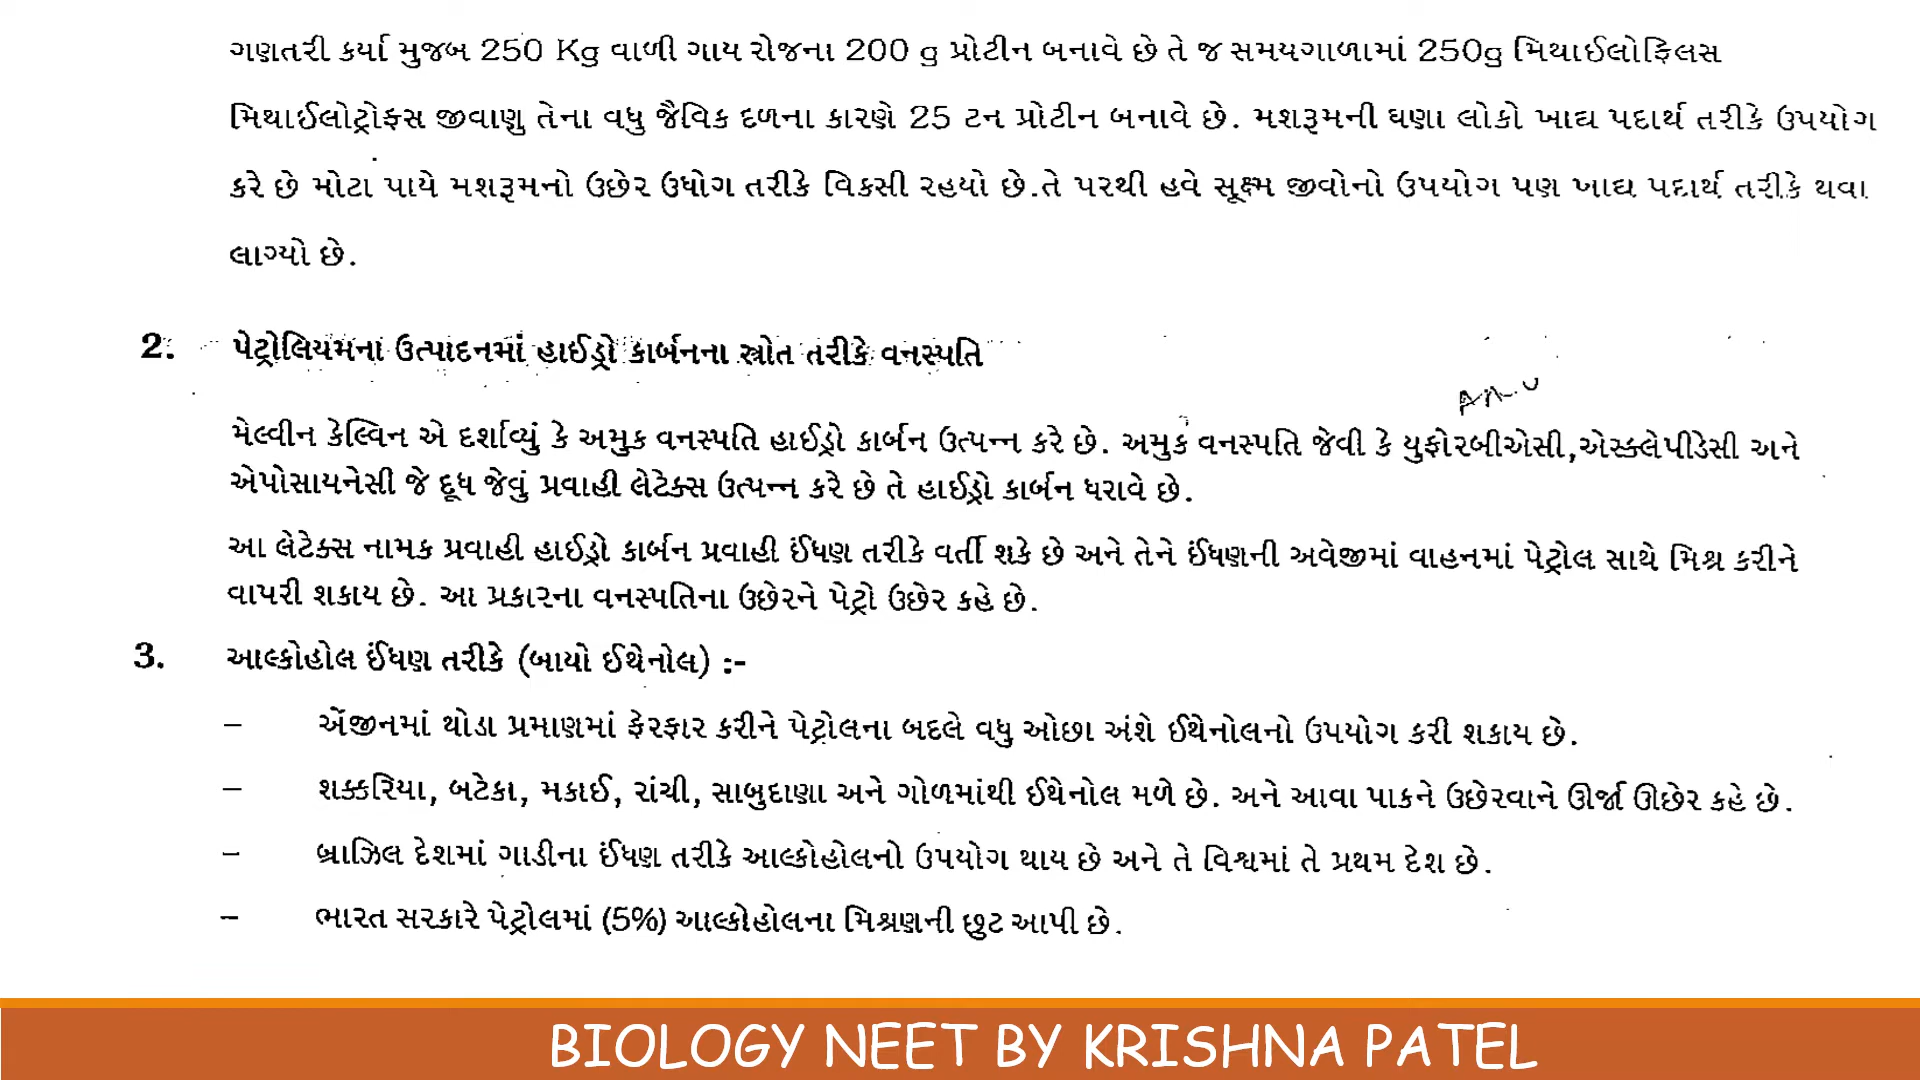 ગણતરી કર્યા મુજબ 250 Kg વાળી ગાય રોજના 200 g પ્રોટીન બનાવે છે તે જ સમયગાળામાં 250g મિથાઈલોફિલસ
મિથાઈલોટ્રોફ્સ જીવાણુ તેના વધુ જૈવિક દળના કારણે 25 ટન પ્રોટીન બનાવે છે. મશરૂમની ઘણા લોકો ખાદ્ય પદાર્થ તરીકે ઉપયોગ
કરે છે મોટા પાયે મશરૂમનો ઉછેર ઉધોગ તરીકે વિકસી રહયો છે.તે પરથી હવે સૂક્ષ્મ જીવોનો ઉપયોગ પણ ખાદ્ય પદાર્થ તરીકે થવા
લાગ્યો છે.
2. પેટ્રોલિયમના ઉત્પાદનમાં હાઈડ્રો કાર્બનના સ્રોત તરીકે વનસ્પતિ
મેલ્વીન કેલ્વિન એ દર્શાવ્યું કે અમુક વનસ્પતિ હાઈડ્રો કાર્બન ઉત્પન્ન કરે છે. અમુક વનસ્પતિ જેવી કે યુફોરબીએસી,એસ્ક્લેપીડેસી અને
એપોસાયનેસી જે દૂધ જેવું પ્રવાહી લેટેક્સ ઉત્પન્ન કરે છે તે હાઈડ્રો કાર્બન ધરાવે છે.
આ લેટેક્સ નામક પ્રવાહી હાઈડ્રો કાર્બન પ્રવાહી ઈંધણ તરીકે વર્તી શકે છે અને તેને ઈંધણની અવેજીમાં વાહનમાં પેટ્રોલ સાથે મિશ્ર કરીને
વાપરી શકાય છે. આ પ્રકારના વનસ્પતિના ઉછેરને પેટ્રો ઉછેર કહે છે.
3. આલ્કોહોલ ઈંધણ તરીકે (બાયો ઈથેનોલ) :-
– એંજીનમાં થોડા પ્રમાણમાં ફેરફાર કરીને પેટ્રોલના બદલે વધુ ઓછા અંશે ઈથેનોલનો ઉપયોગ કરી શકાય છે.
– શક્કરિયા, બટેકા, મકાઈ, રાંચી, સાબુદાણા અને ગોળમાંથી ઈથેનોલ મળે છે. અને આવા પાકને ઉછેરવાને ઊર્જા ઊછેર કહે છે.
– બ્રાઝિલ દેશમાં ગાડીના ઈંધણ તરીકે આલ્કોહોલનો ઉપયોગ થાય છે અને તે વિશ્વમાં તે પ્રથમ દેશ છે.
– ભારત સરકારે પેટ્રોલમાં (5%) આલ્કોહોલના મિશ્રણની છુટ આપી છે.
BIOLOGY NEET BY KRISHNA PATEL